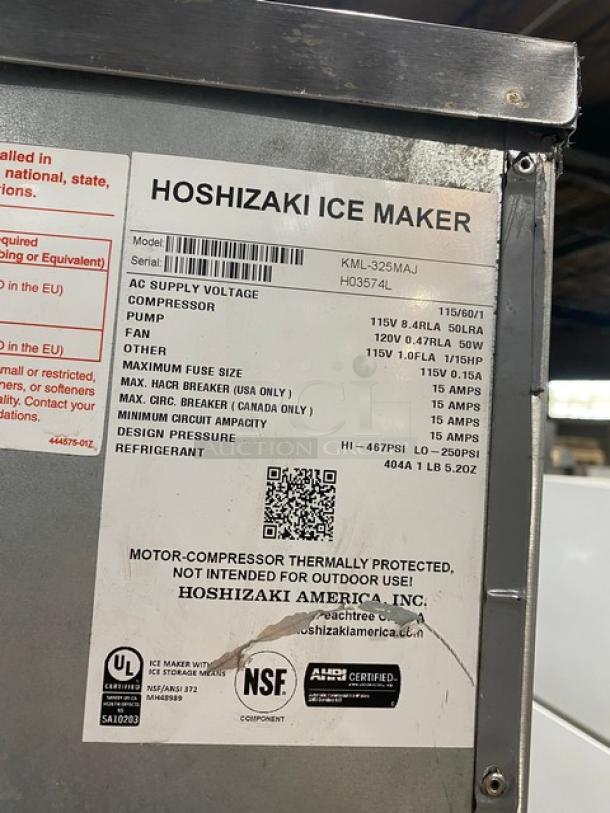 alled in
national, state,
ions.
quired
bing or Equivalent)
D in the EU)
D in the EU)
mall or restricted,
ners, or softeners
ality. Contact your
dations.
444575-01Z
HOSHIZAKI ICE MAKER
Model: KML-325MAJ
Serial: H03574L
AC SUPPLY VOLTAGE 115/60/1
COMPRESSOR 115V 8.4RLA 50LRA
PUMP 120V 0.47RLA 50W
FAN 115V 1.0FLA 1/15HP
OTHER 115V 0.15A
MAXIMUM FUSE SIZE 15 AMPS
MAX. HACR BREAKER (USA ONLY) 15 AMPS
MAX. CIRC. BREAKER (CANADA ONLY) 15 AMPS
MINIMUM CIRCUIT AMPACITY 15 AMPS
DESIGN PRESSURE HI-467PSI LO-250PSI
REFRIGERANT 404A 1 LB 5.2OZ
AUCTION
MOTOR-COMPRESSOR THERMALLY PROTECTED,
NOT INTENDED FOR OUTDOOR USE!
HOSHIZAKI AMERICA, INC.
Peachtree
oshizakiamerica.com
UL
CERTIFIED
SA10203
ICE MAKER WITH
ICE STORAGE MEANS
NSF/ANSI 372
MH48989
NSF
COMPONENT
AHRI CERTIFIED